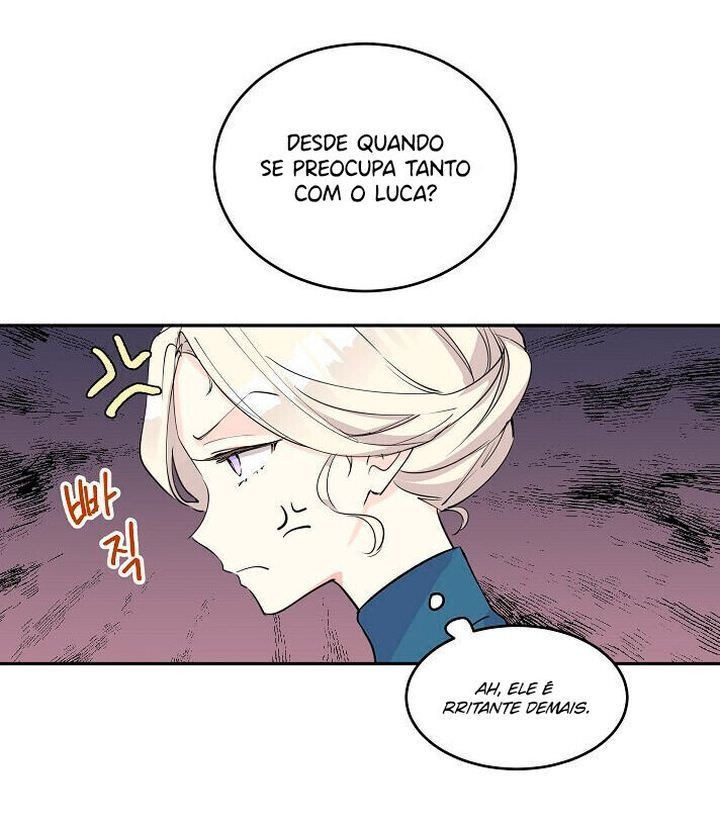 DESDE QUANDO
SE PREOCUPA TANTO
COM O LUCA?
빠
직
AH, ELE É
RRITANTE DEMAIS.